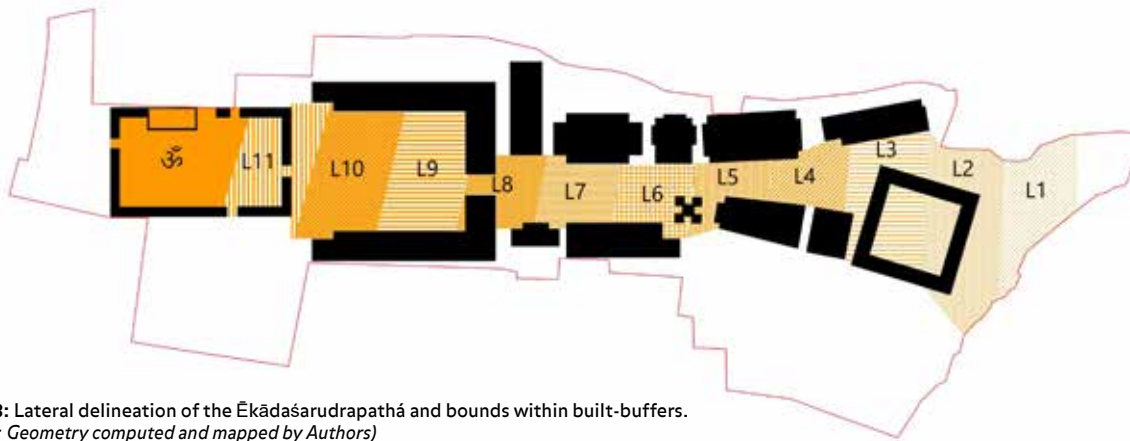 ॐ L11 L10 L9 L8 L7 L6 L5 L4 L3 L2 L1
: Lateral delineation of the Ēkādaśarudrapathá and bounds within built-buffers.
Geometry computed and mapped by Authors)